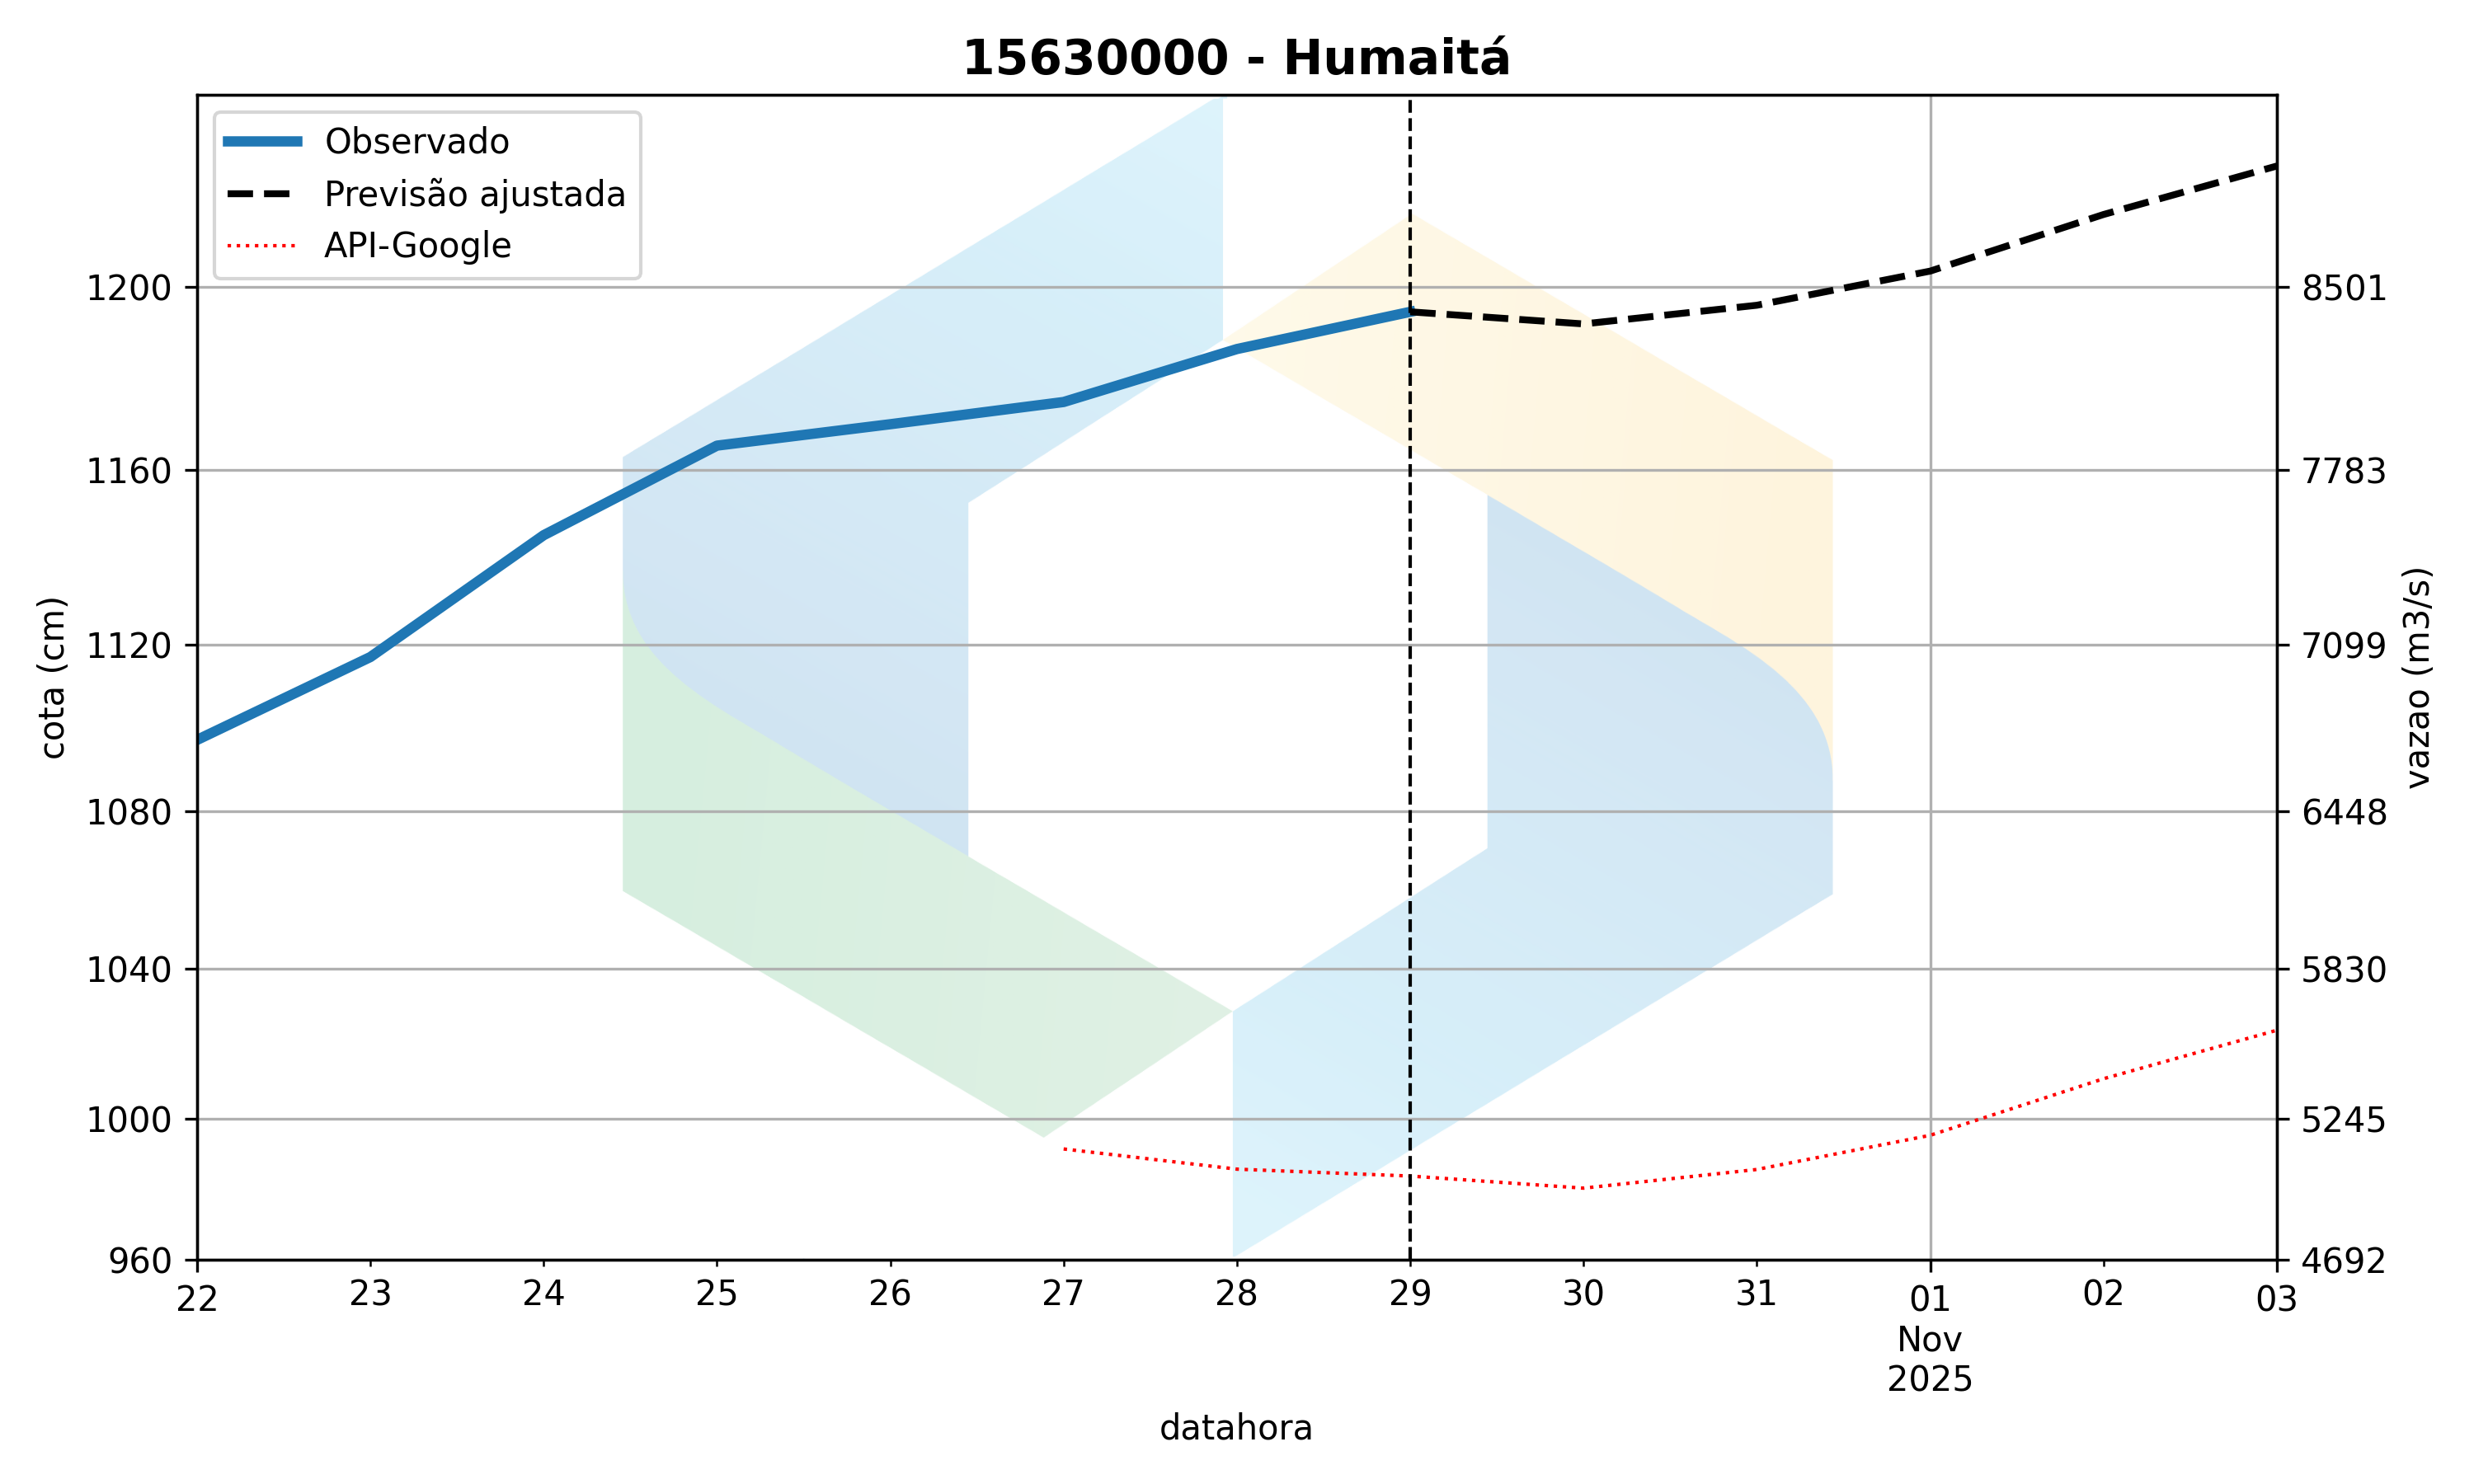 15630000 - Humaitá
Observado
Previsão ajustada
API-Google
cota (cm)
1200
1160
1120
1080
1040
1000
960
8501
7783
7099
6448
5830
5245
4692
vazao (m3/s)
22 23 24 25 26 27 28 29 30 31 01 02 03
Nov
2025
datahora